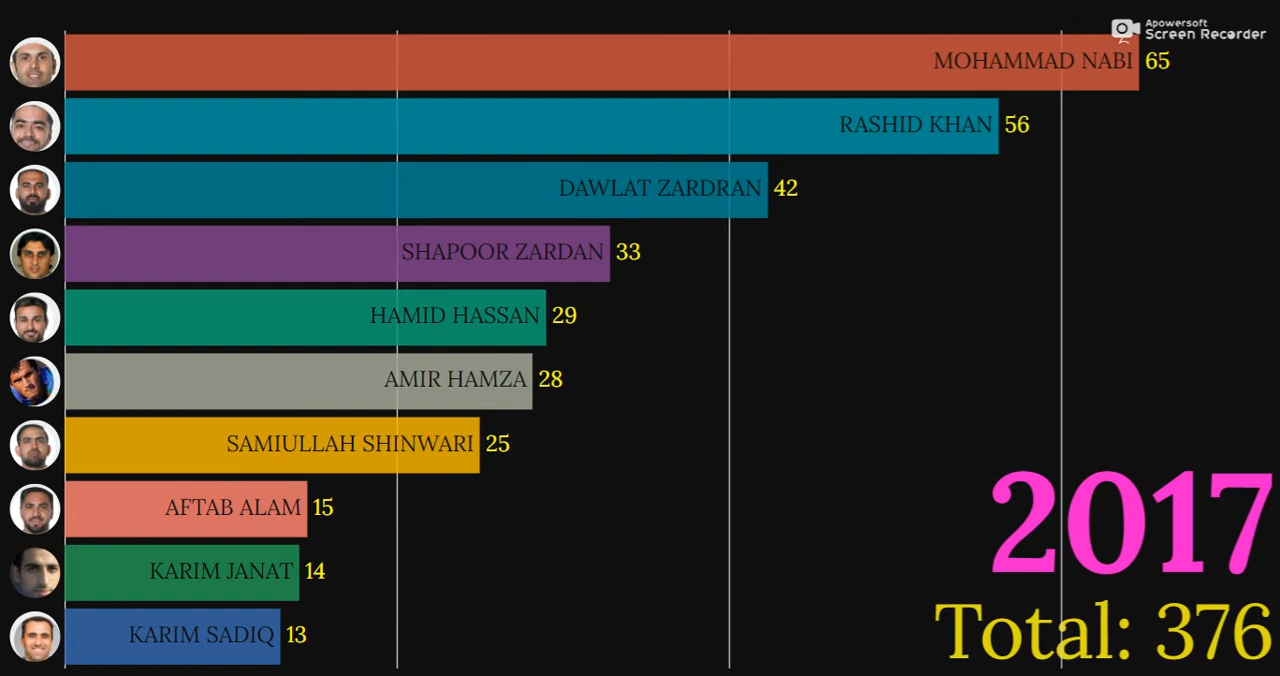 Apowersoft
Screen Recorder
MOHAMMAD NABI 65
RASHID KHAN 56
DAWLAT ZARDRAN 42
SHAPOOR ZARDAN 33
HAMID HASSAN 29
AMIR HAMZA 28
SAMIULLAH SHINWARI 25
AFTAB ALAM 15
KARIM JANAT 14
KARIM SADIQ 13
2017
Total: 376